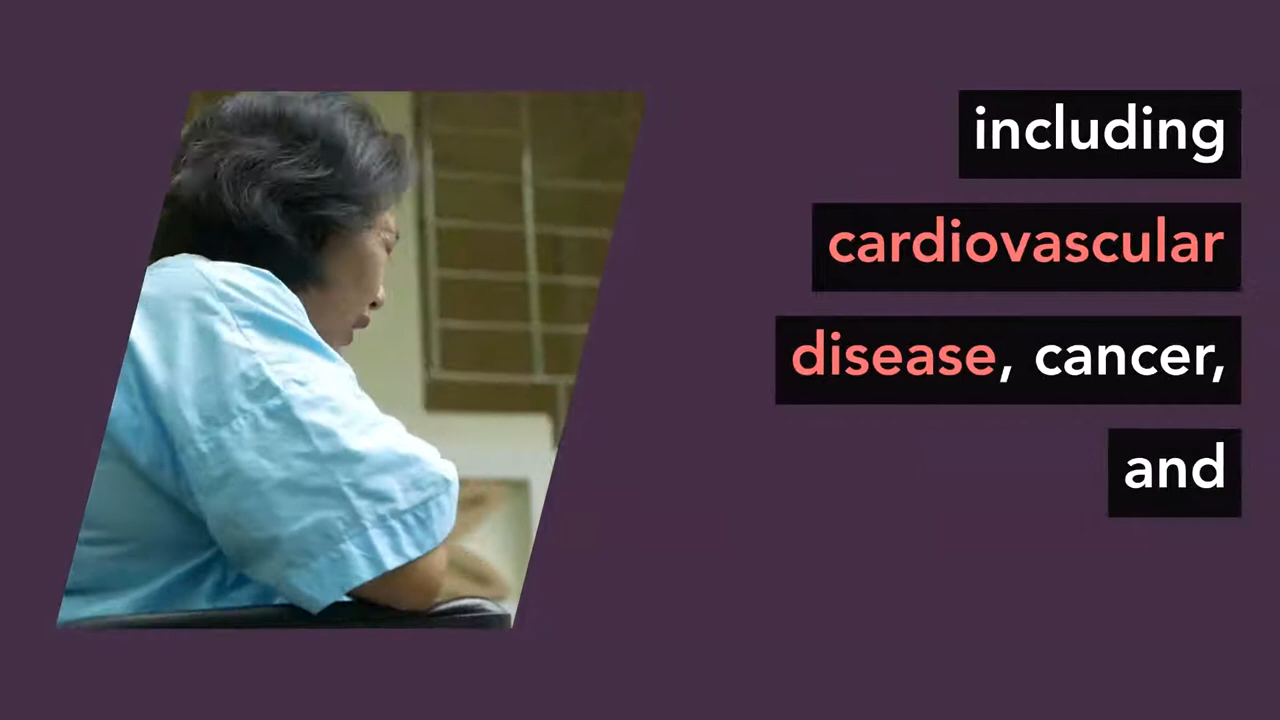 including
cardiovascular
disease, cancer,
and